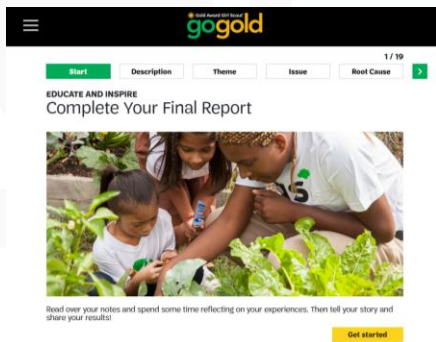 Gold Award Girl Scout
gogold
1 / 19
Start Description Theme Issue Root Cause >
EDUCATE AND INSPIRE
Complete Your Final Report
Read over your notes and spend some time reflecting on your experiences. Then tell your story and
share your results!
Get started